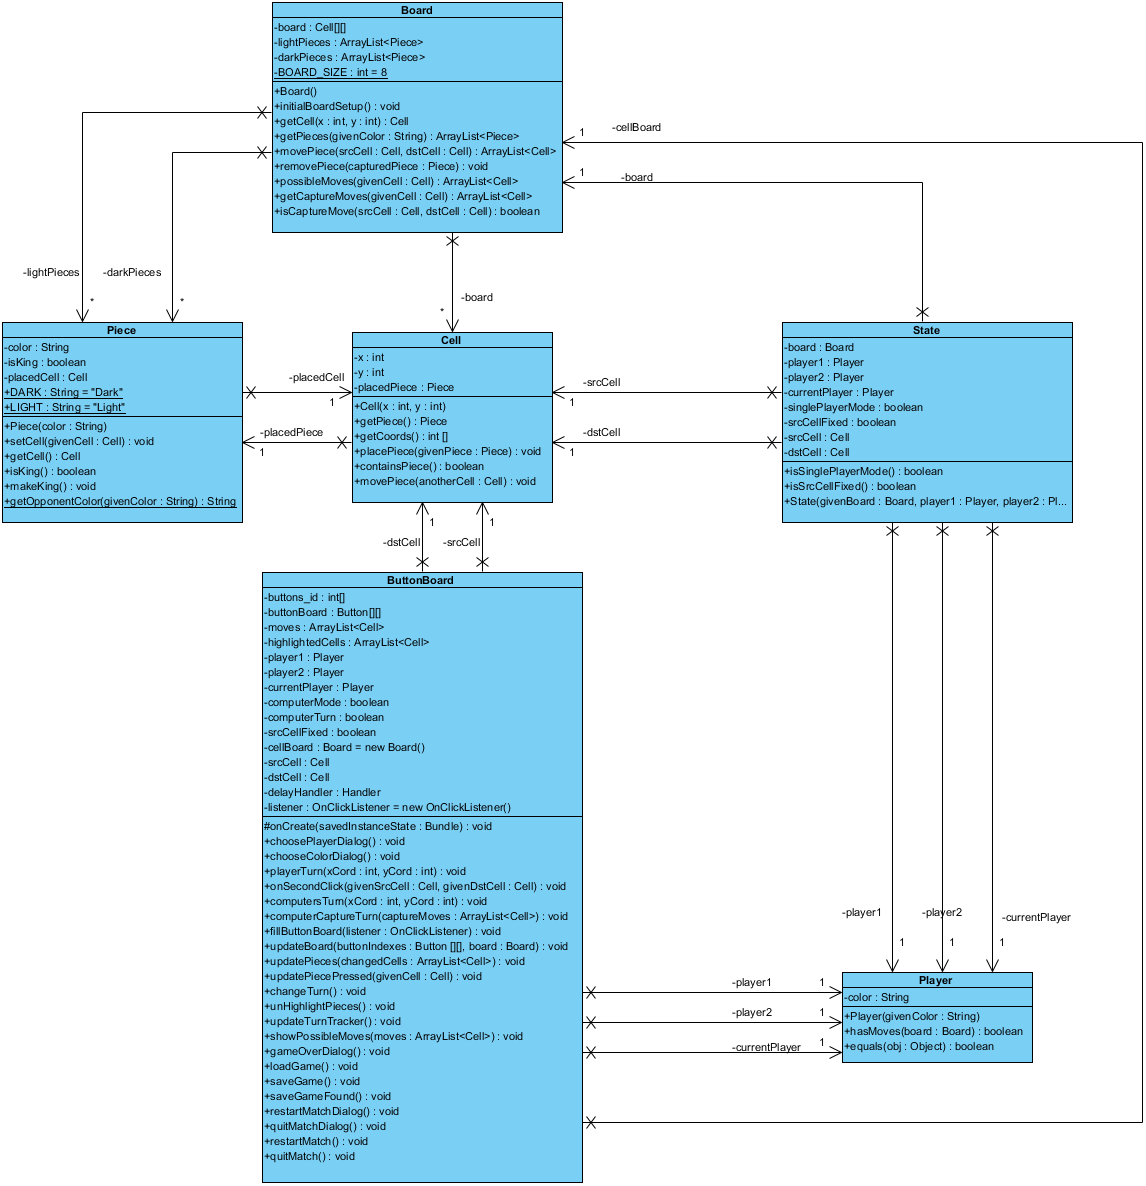 Board
-board : Cell[][]
-lightPieces : ArrayList<Piece>
-darkPieces : ArrayList<Piece>
-BOARD_SIZE : int = 8
+Board()
+initialBoardSetup() : void
+getCell(x : int, y : int) : Cell
+getPieces(givenColor : String) : ArrayList<Piece>
+movePiece(srcCell : Cell, dstCell : Cell) : ArrayList<Cell>
+removePiece(capturedPiece : Piece) : void
+possibleMoves(givenCell : Cell) : ArrayList<Cell>
+getCaptureMoves(givenCell : Cell) : ArrayList<Cell>
+isCaptureMove(srcCell : Cell, dstCell : Cell) : boolean
1
-cellBoard
1
-board
-lightPieces
*
-darkPieces
*
-board
*
Piece
-color : String
-isKing : boolean
-placedCell : Cell
+DARK : String = "Dark"
+LIGHT : String = "Light"
+Piece(color : String)
+setCell(givenCell : Cell) : void
+getCell() : Cell
+isKing() : boolean
+makeKing() : void
+getOpponentColor(givenColor : String) : String
-placedCell
1
-placedPiece
1
Cell
-x : int
-y : int
-placedPiece : Piece
+Cell(x : int, y : int)
+getPiece() : Piece
+getCoords() : int []
+placePiece(givenPiece : Piece) : void
+containsPiece() : boolean
+movePiece(anotherCell : Cell) : void
-srcCell
1
-dstCell
1
State
-board : Board
-player1 : Player
-player2 : Player
-currentPlayer : Player
-singlePlayerMode : boolean
-srcCellFixed : boolean
-srcCell : Cell
-dstCell : Cell
+isSinglePlayerMode() : boolean
+isSrcCellFixed() : boolean
+State(givenBoard : Board, player1 : Player, player2 : Pl...
1
-dstCell
1
-srcCell
ButtonBoard
-buttons_id : int[]
-buttonBoard : Button[][]
-moves : ArrayList<Cell>
-highlightedCells : ArrayList<Cell>
-player1 : Player
-player2 : Player
-currentPlayer : Player
-computerMode : boolean
-computerTurn : boolean
-srcCellFixed : boolean
-cellBoard : Board = new Board()
-srcCell : Cell
-dstCell : Cell
-delayHandler : Handler
-listener : OnClickListener = new OnClickListener()
#onCreate(savedInstanceState : Bundle) : void
+choosePlayerDialog() : void
+chooseColorDialog() : void
+playerTurn(xCord : int, yCord : int) : void
+onSecondClick(givenSrcCell : Cell, givenDstCell : Cell) : void
+computersTurn(xCord : int, yCord : int) : void
+computerCaptureTurn(captureMoves : ArrayList<Cell>) : void
+fillButtonBoard(listener : OnClickListener) : void
+updateBoard(buttonIndexes : Button [][], board : Board) : void
+updatePieces(changedCells : ArrayList<Cell>) : void
+updatePiecePressed(givenCell : Cell) : void
+changeTurn() : void
+unHighlightPieces() : void
+updateTurnTracker() : void
+showPossibleMoves(moves : ArrayList<Cell>) : void
+gameOverDialog() : void
+loadGame() : void
+saveGame() : void
+saveGameFound() : void
+restartMatchDialog() : void
+quitMatchDialog() : void
+restartMatch() : void
+quitMatch() : void
-player1
1
-player2
1
-currentPlayer
1
-player1
1
-player2
1
-currentPlayer
1
Player
-color : String
+Player(givenColor : String)
+hasMoves(board : Board) : boolean
+equals(obj : Object) : boolean